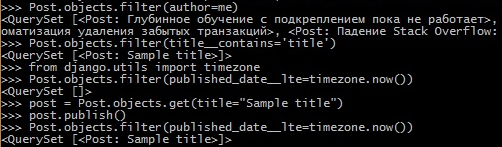 >>> Post.objects.filter(author=me)
<QuerySet [<Post: Глубинное обучение с подкреплением пока не работает>,
оматизация удаления забытых транзакций>, <Post: Падение Stack Overflow:
>>> Post.objects.filter(title__contains='title')
<QuerySet [<Post: Sample title>]>
>>> from django.utils import timezone
>>> Post.objects.filter(published_date__lte=timezone.now())
<QuerySet []>
>>> post = Post.objects.get(title="Sample title")
>>> post.publish()
>>> Post.objects.filter(published_date__lte=timezone.now())
<QuerySet [<Post: Sample title>]>